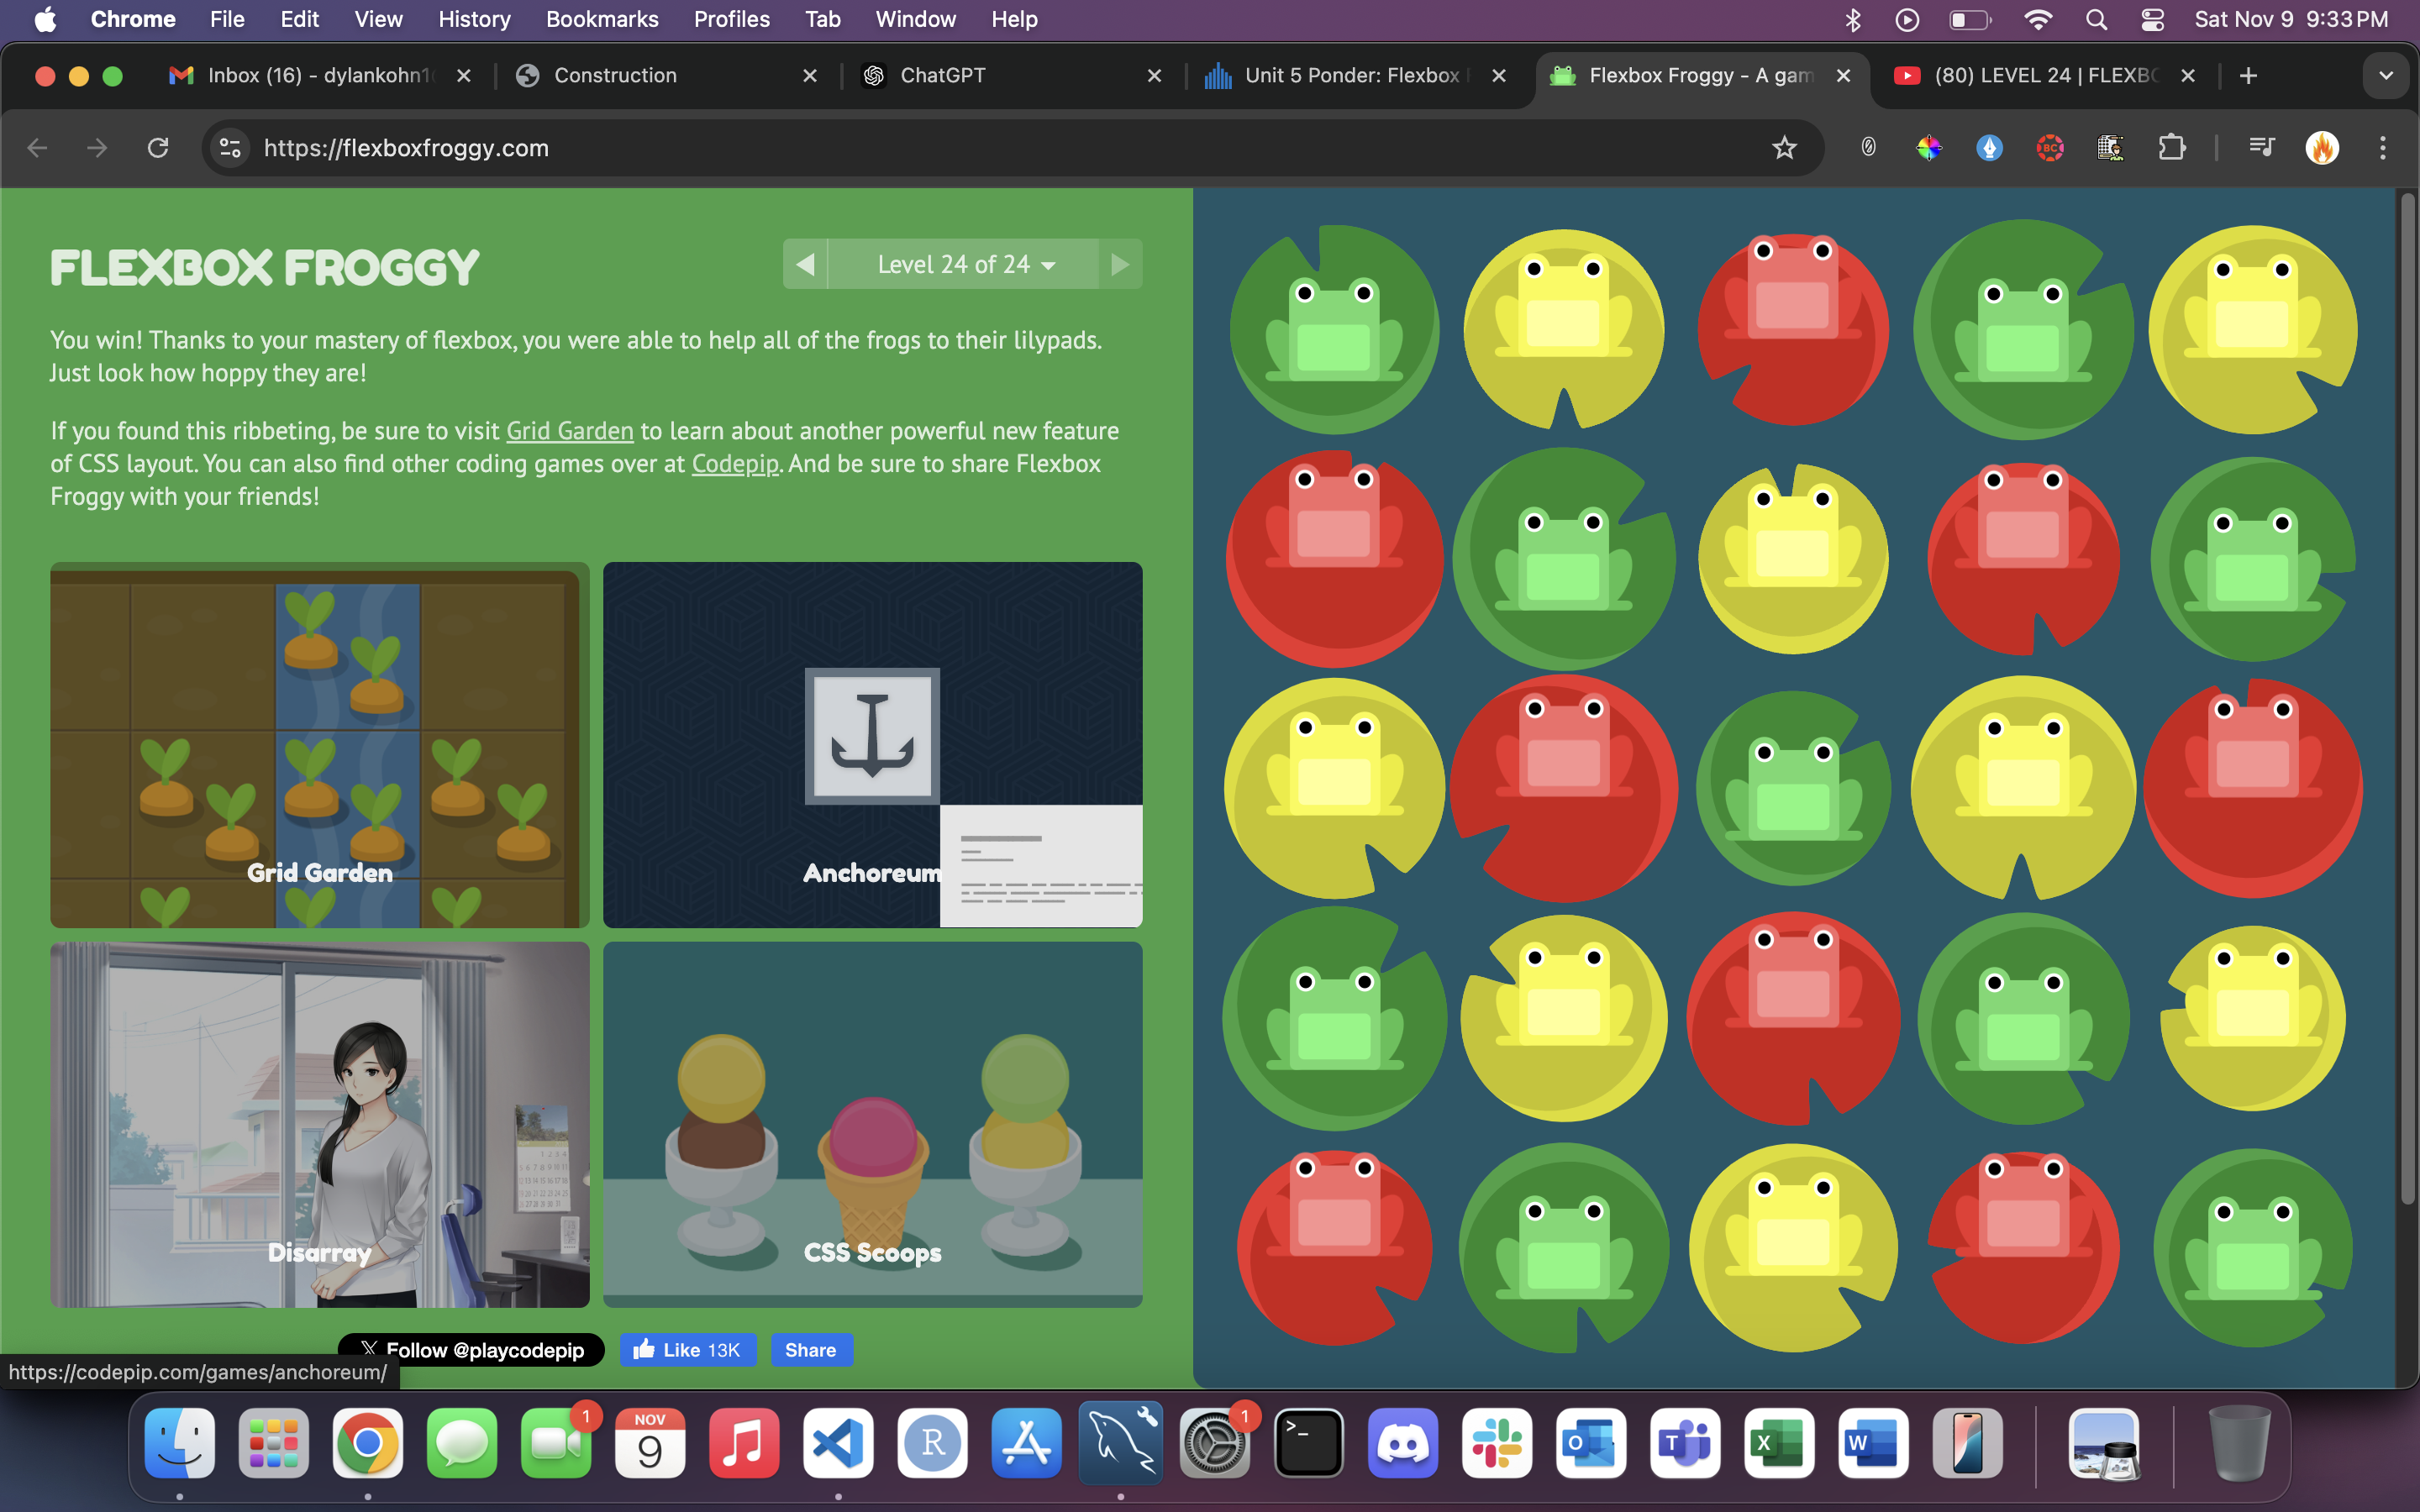 Chrome File Edit View History Bookmarks Profiles Tab Window Help Sat Nov 9 9:33 PM
Inbox (16) - dylankohn1 Construction ChatGPT Unit 5 Ponder: Flexbox Flexbox Froggy - A gam (80) LEVEL 24 | FLEXBO
https://flexboxfroggy.com
BC
FLEXBOX FROGGY
Level 24 of 24
You win! Thanks to your mastery of flexbox, you were able to help all of the frogs to their lilypads.
Just look how hoppy they are!
If you found this ribbeting, be sure to visit Grid Garden to learn about another powerful new feature
of CSS layout. You can also find other coding games over at Codepip. And be sure to share Flexbox
Froggy with your friends!
Grid Garden
Anchoreum
Disarray
CSS Scoops
X Follow @playcodepip Like 13K Share
https://codepip.com/games/anchoreum/
1
NOV
9
R
1
>_
O
T
X
W